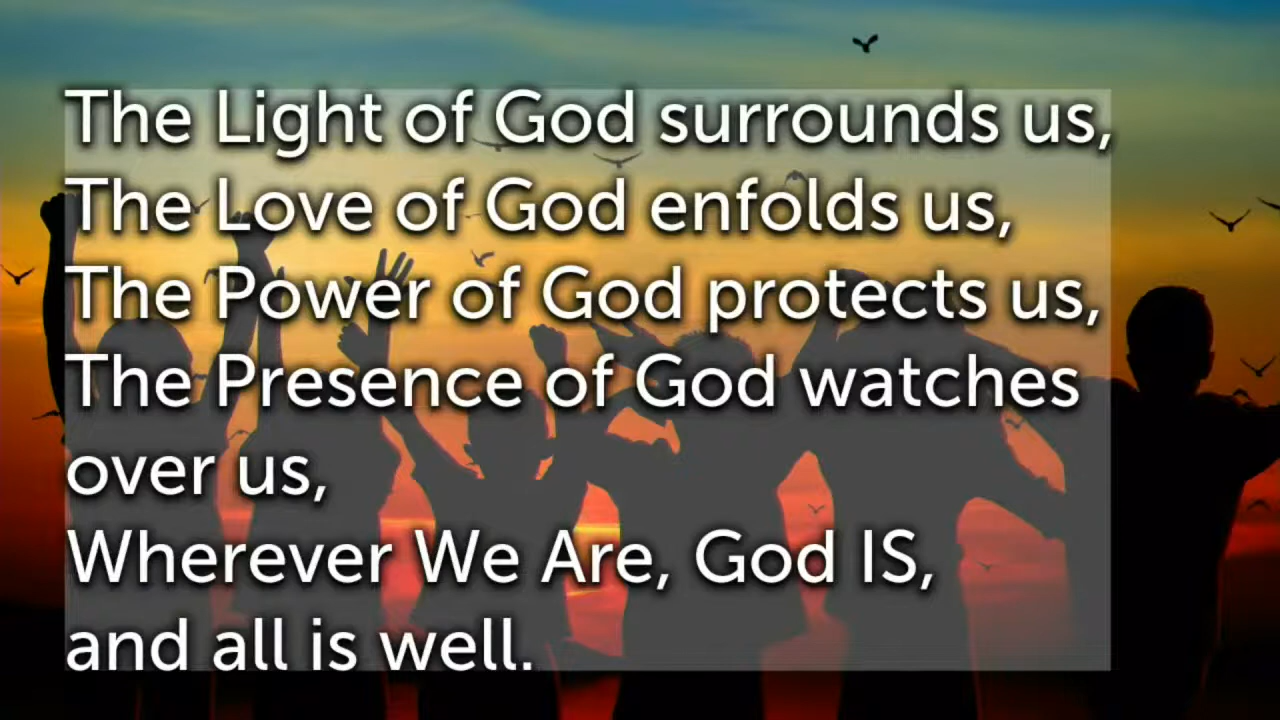 The Light of God surrounds us,
The Love of God enfolds us,
The Power of God protects us,
The Presence of God watches
over us,
Wherever We Are, God IS,
and all is well.